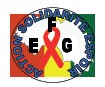 ACTION SOLIDARITE ESPOIR
F
E G